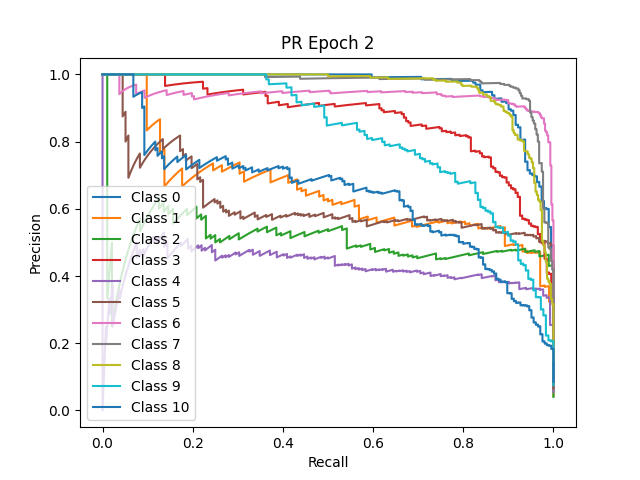 PR Epoch 2
Precision
1.0
0.8
0.6
0.4
0.2
0.0
Class 0
Class 1
Class 2
Class 3
Class 4
Class 5
Class 6
Class 7
Class 8
Class 9
Class 10
0.0 0.2 0.4 0.6 0.8 1.0
Recall